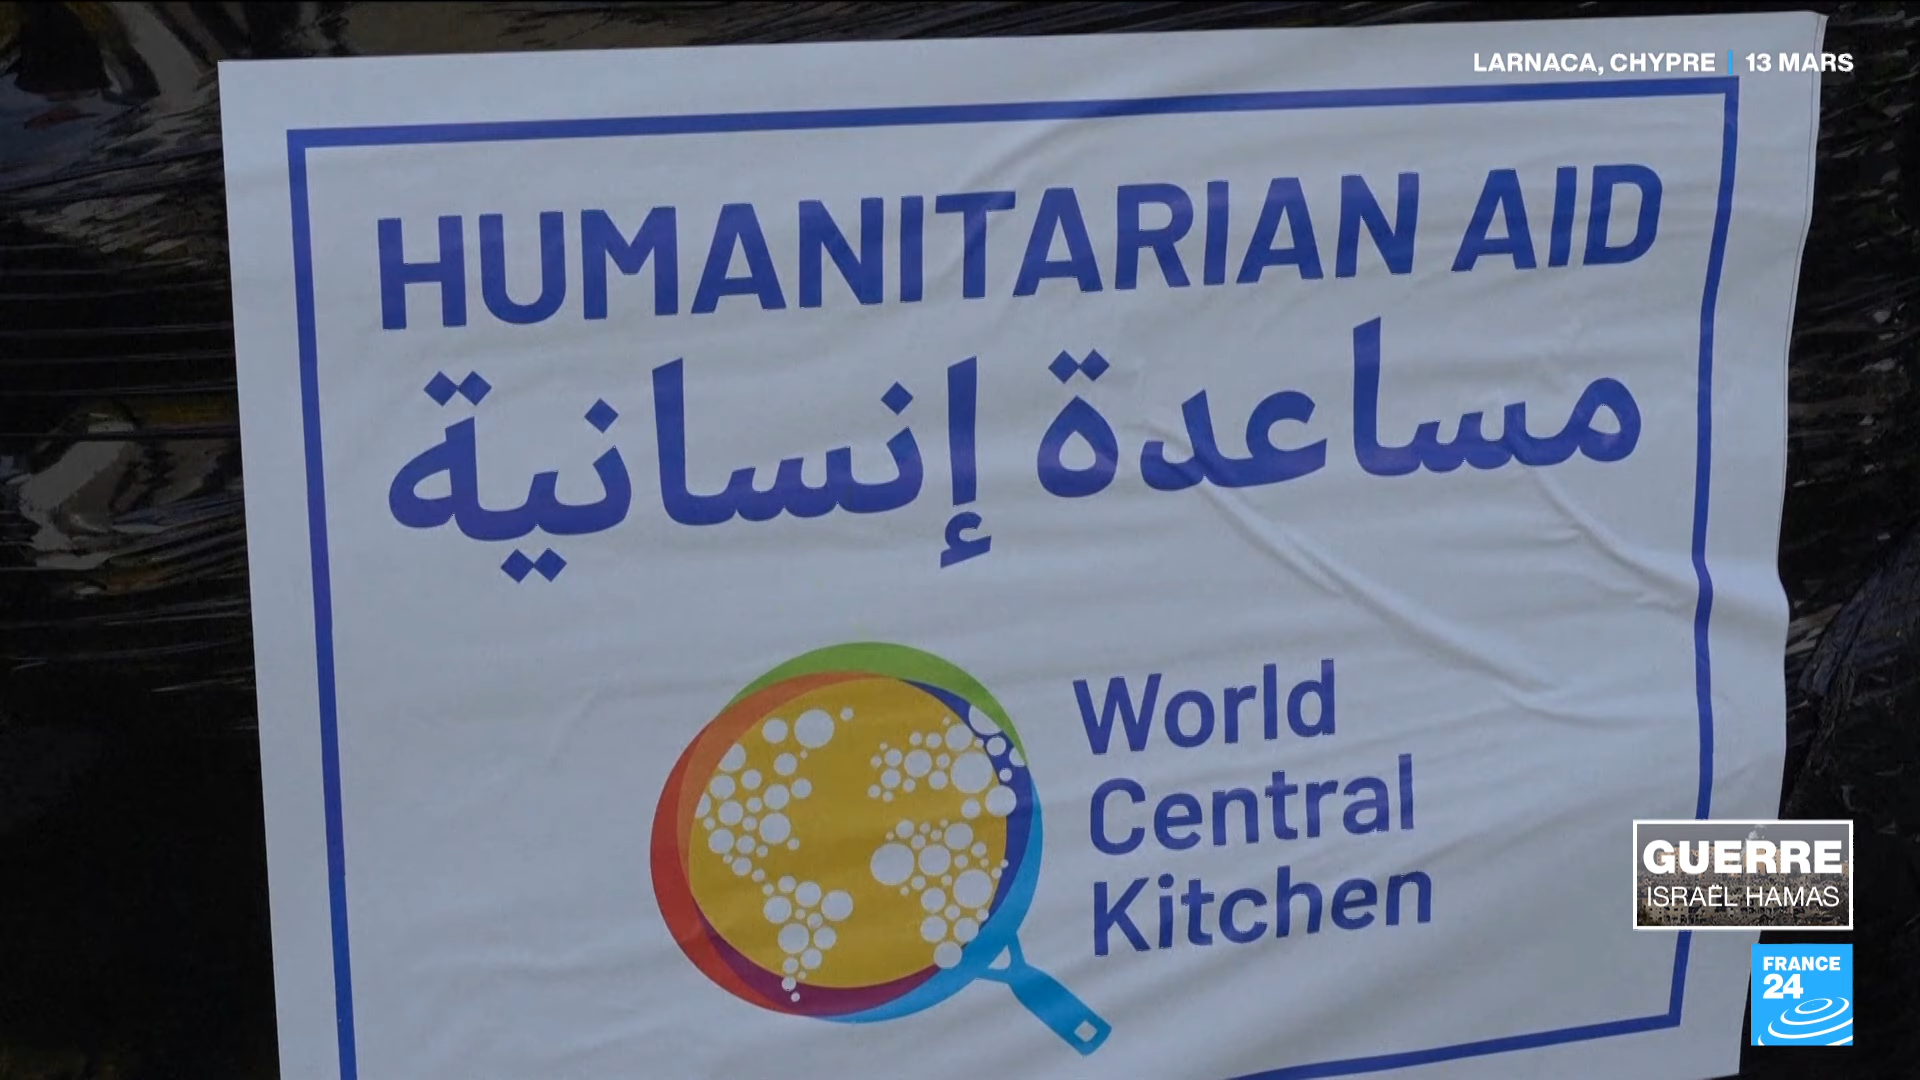 LARNACA, CHYPRE | 13 MARS
HUMANITARIAN AID
مساعدة إنسانية
World
Central
Kitchen
GUERRE
ISRAËL HAMAS
FRANCE
24